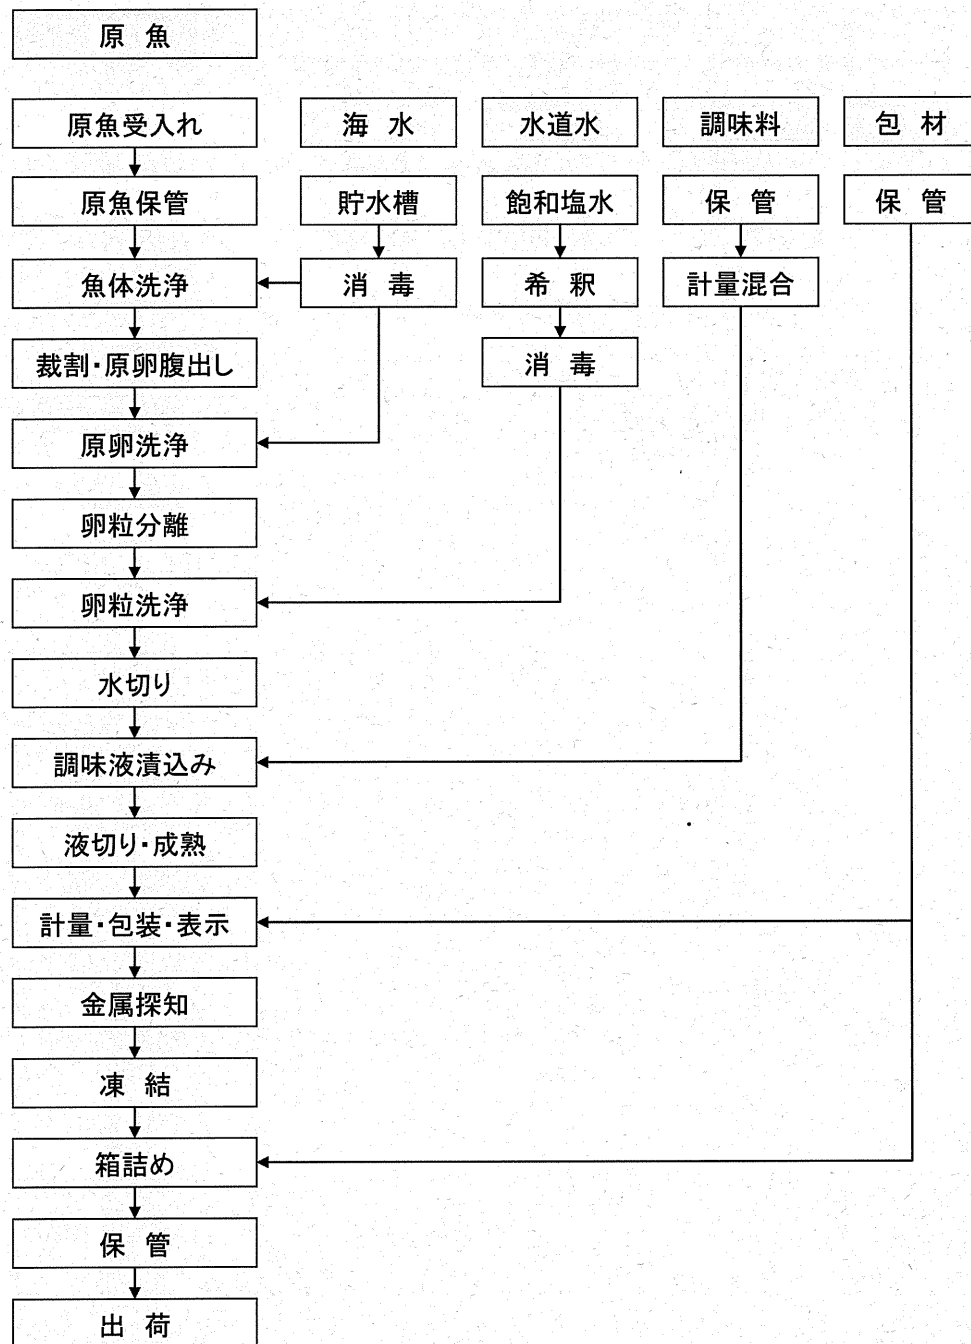 原魚
原魚受入れ 海水 水道水 調味料 包材
原魚保管 貯水槽 飽和塩水 保管 保管
魚体洗浄 消毒 希釈 計量混合
裁割・原卵腹出し 消毒
原卵洗浄
卵粒分離
卵粒洗浄
水切り
調味液漬込み
液切り・成熟
計量・包装・表示
金属探知
凍結
箱詰め
保管
出荷